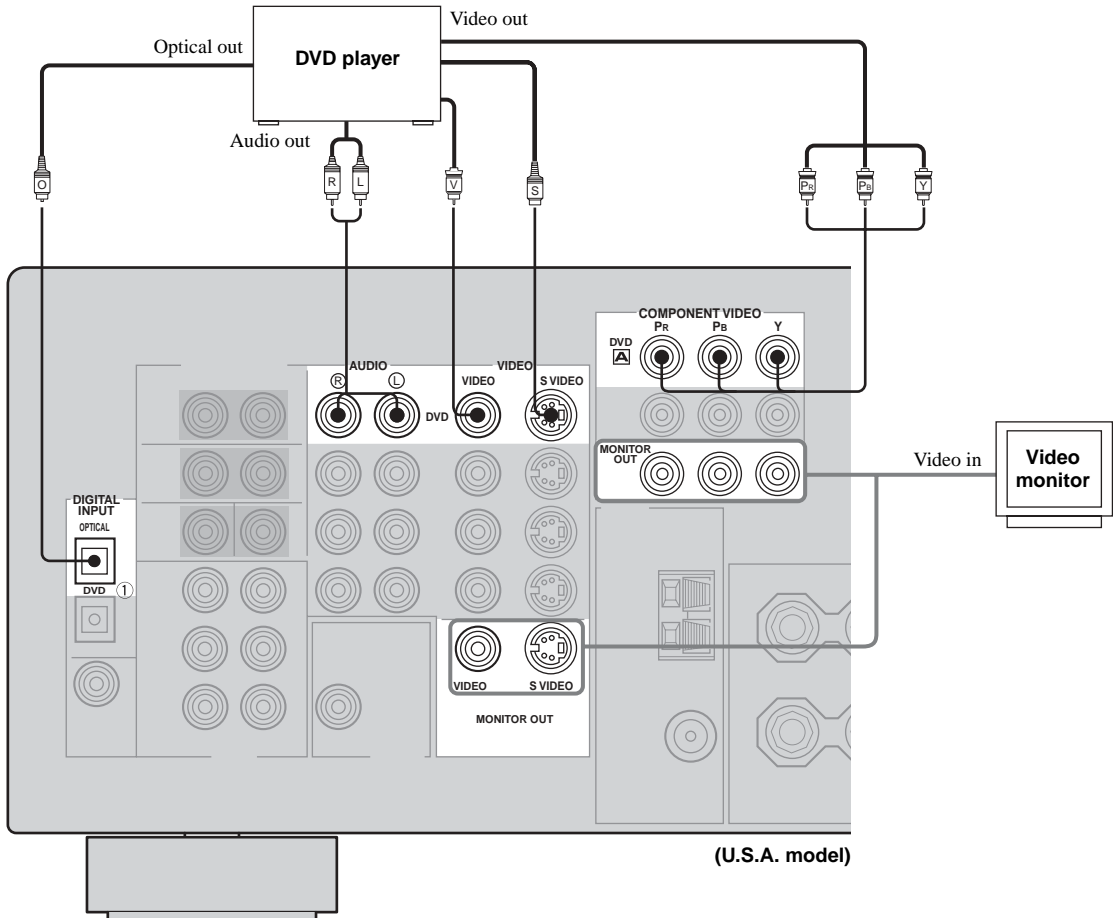 Video out
Optical out
DVD player
Audio out
O
R L
V
S
PR PB Y
COMPONENT VIDEO
PR PB Y
DVD
A
AUDIO VIDEO
R L VIDEO S VIDEO
DVD
MONITOR
OUT
Video in
Video
monitor
DIGITAL
INPUT
OPTICAL
DVD 1
VIDEO S VIDEO
MONITOR OUT
(U.S.A. model)